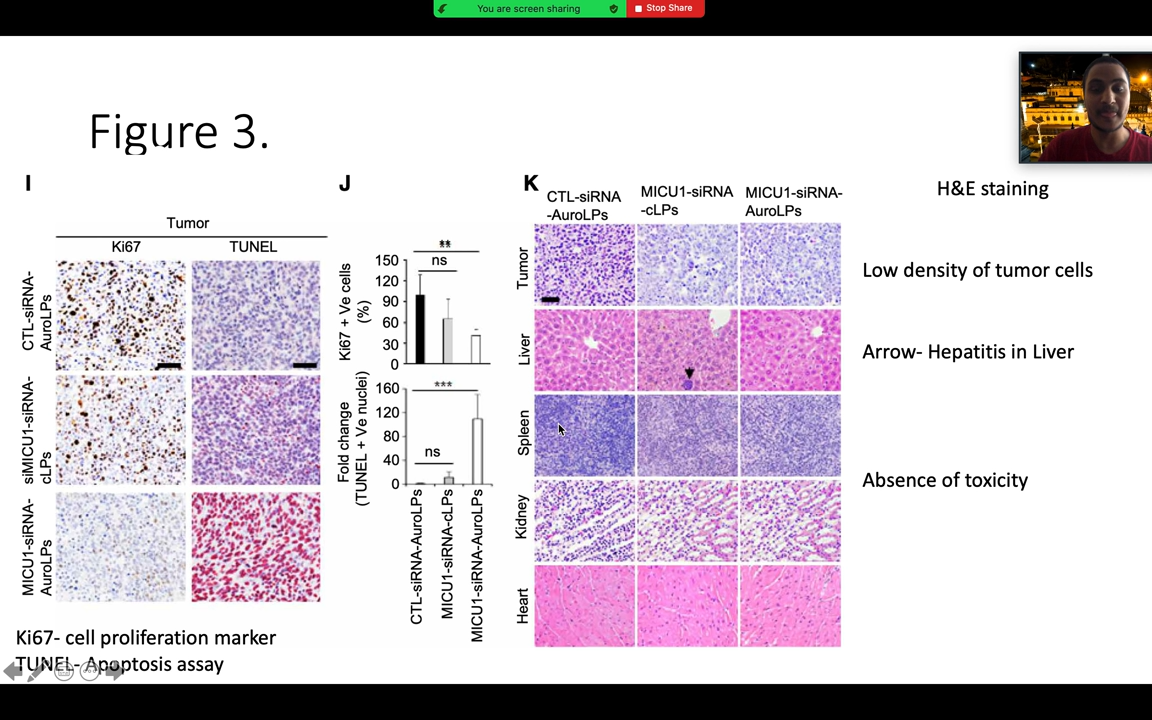 You are screen sharing
Stop Share
Figure 3.
I
Tumor
Ki67
TUNEL
CTL-siRNA-
AuroLPs
siMICU1-siRNA-
cLPs
MICU1-siRNA-
AuroLPs
J
Ki67 + Ve cells
(%)
150
120
90
60
30
0
ns
**
Fold change
(TUNEL + Ve nuclei)
160
120
80
40
0
ns
***
CTL-siRNA-AuroLPs
MICU1-siRNA-cLPs
MICU1-siRNA-AuroLPs
K
CTL-siRNA
-AuroLPs
MICU1-siRNA
-cLPs
MICU1-siRNA-
AuroLPs
Tumor
Liver
Spleen
Kidney
Heart
H&E staining
Low density of tumor cells
Arrow- Hepatitis in Liver
Absence of toxicity
Ki67- cell proliferation marker
TUNEL- Apoptosis assay